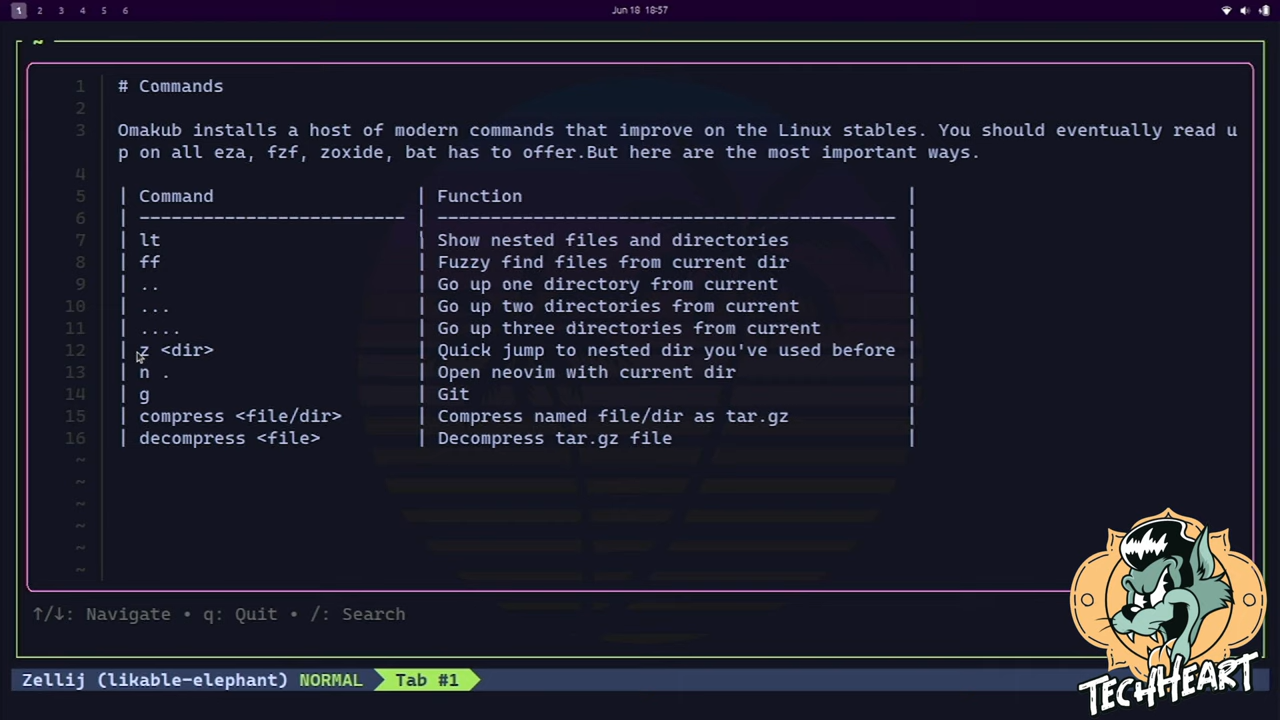 1 2 3 4 5 6 Jun 18 18:57
~
1 # Commands
2
3 Omakub installs a host of modern commands that improve on the Linux stables. You should eventually read u
p on all eza, fzf, zoxide, bat has to offer.But here are the most important ways.
4
5 | Command | Function |
6 | ------------------------- | ------------------------------------------- |
7 | lt | Show nested files and directories |
8 | ff | Fuzzy find files from current dir |
9 | .. | Go up one directory from current |
10 | ... | Go up two directories from current |
11 | .... | Go up three directories from current |
12 | z <dir> | Quick jump to nested dir you've used before |
13 | n . | Open neovim with current dir |
14 | g | Git |
15 | compress <file/dir> | Compress named file/dir as tar.gz |
16 | decompress <file> | Decompress tar.gz file |
~
~
~
~
~
~
↑/↓: Navigate • q: Quit • /: Search
Zellij (likable-elephant) NORMAL Tab #1
TECHHEART